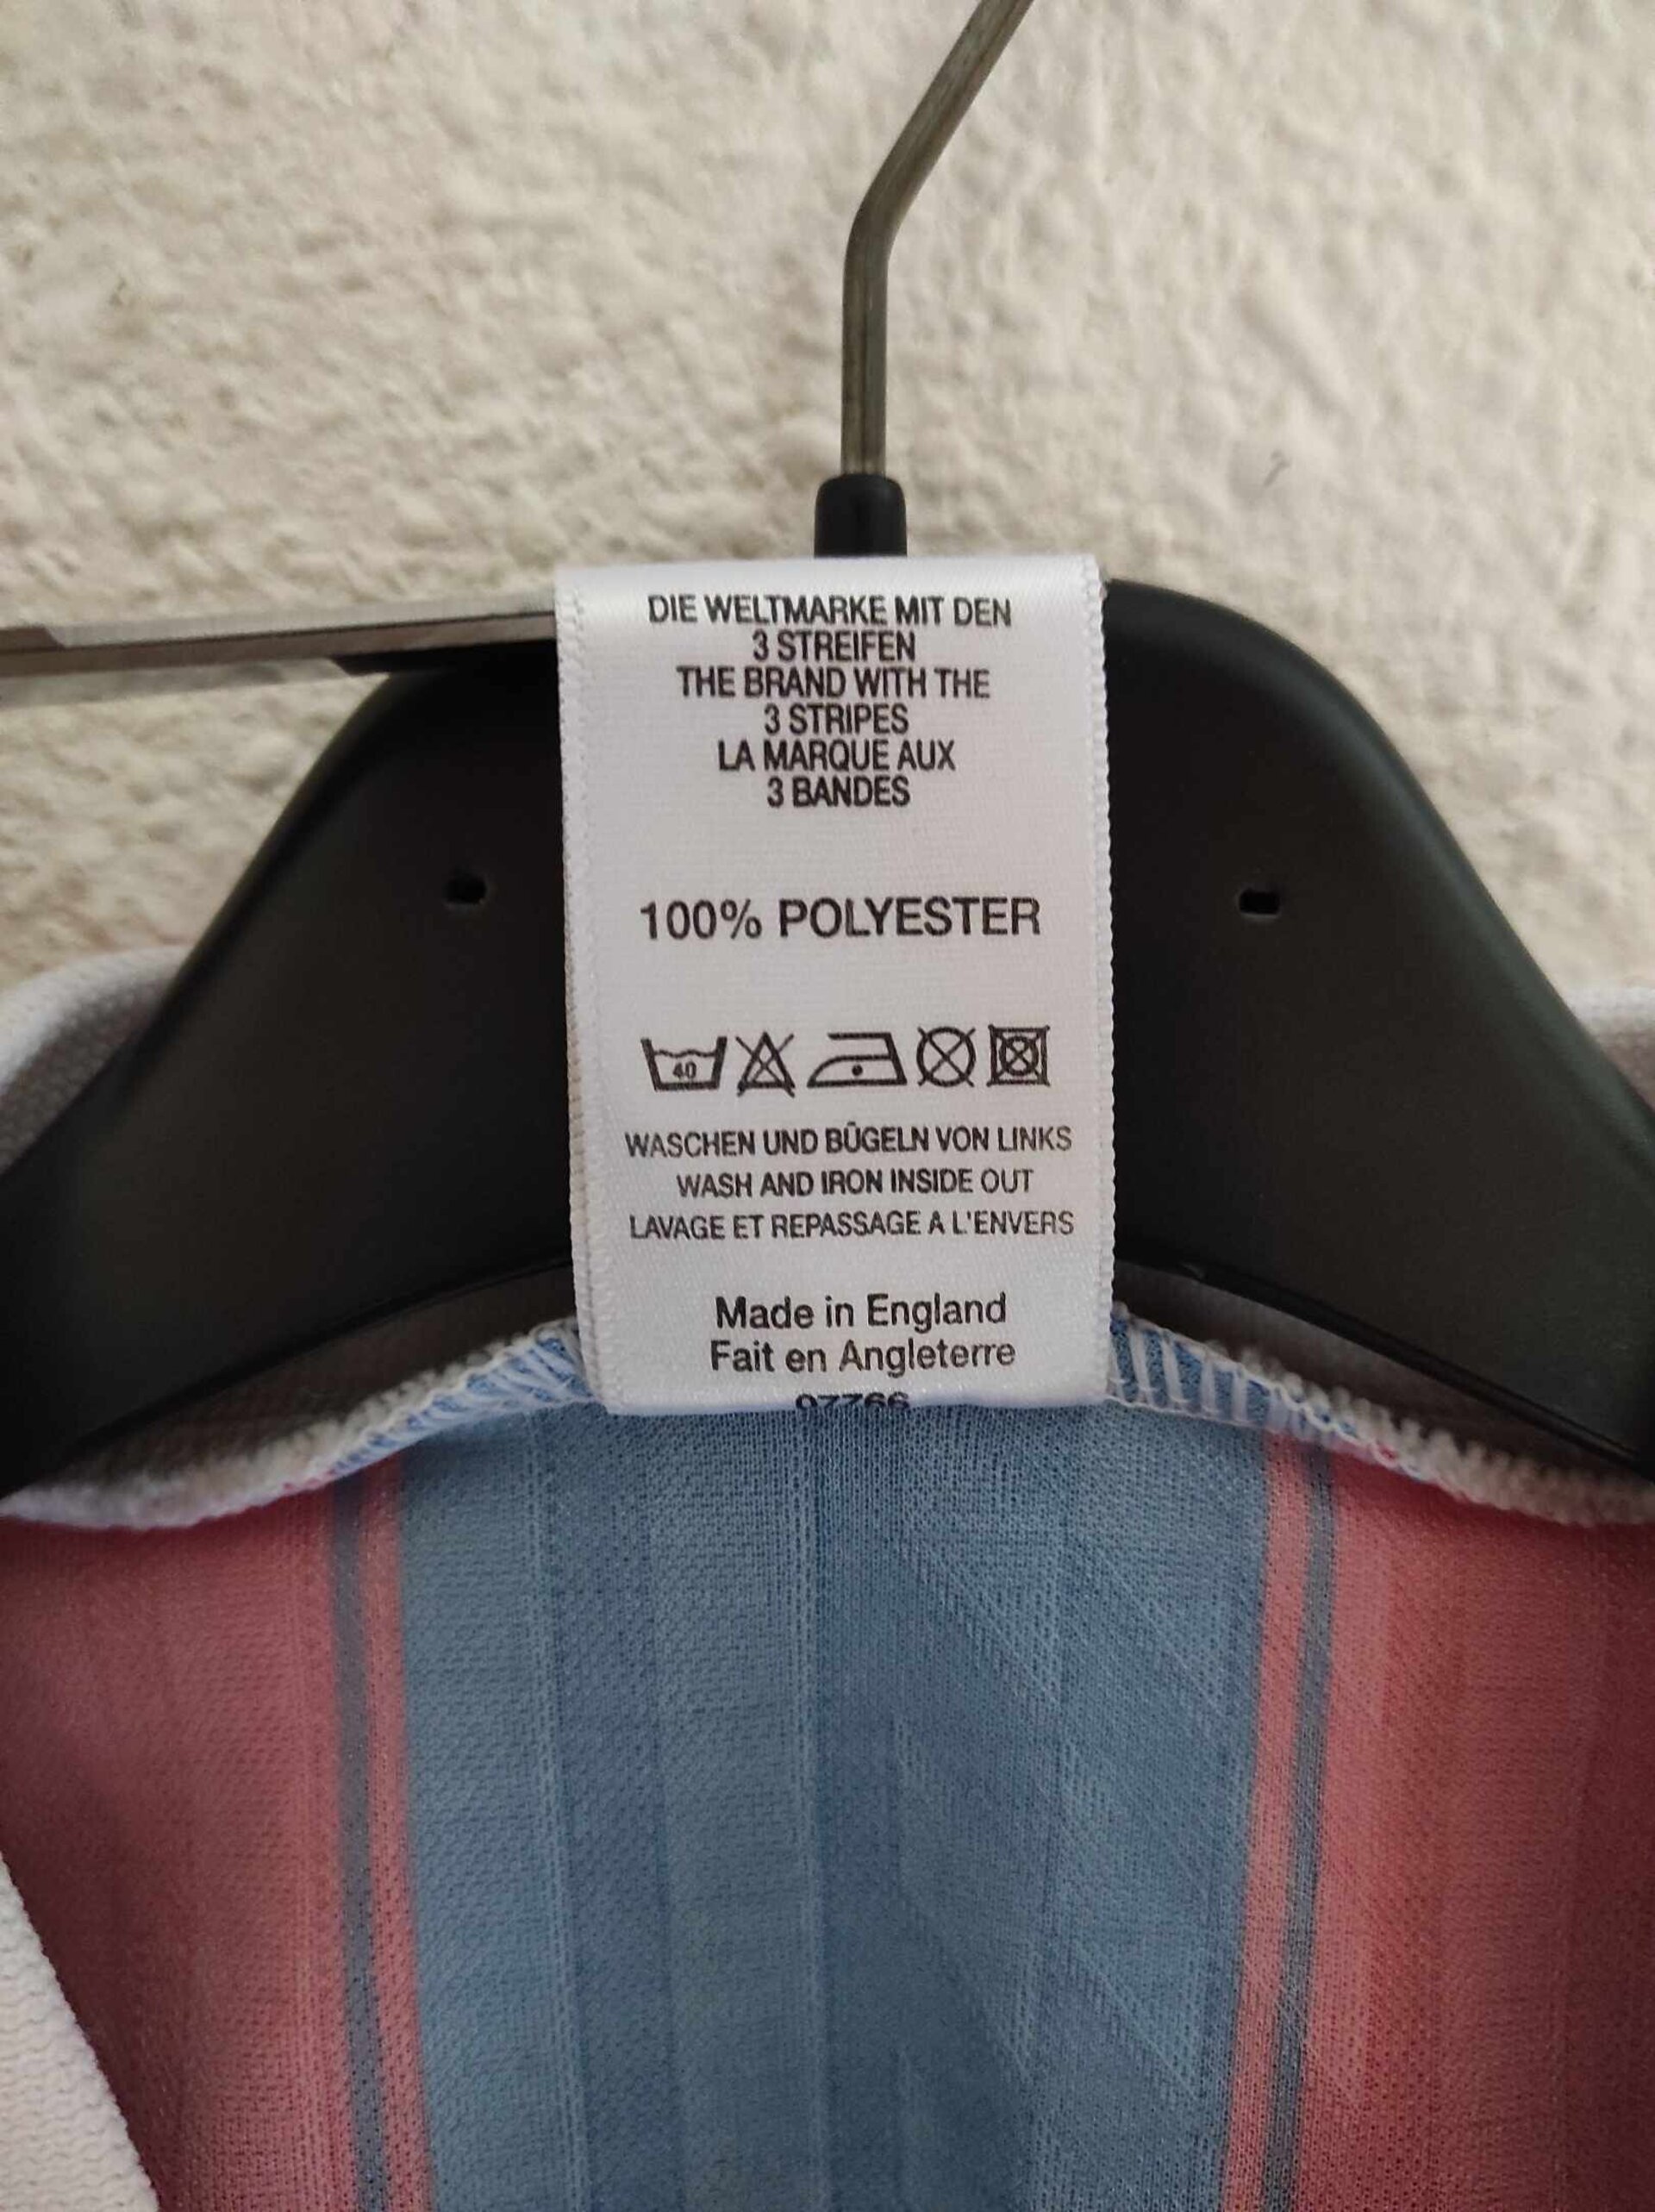 DIE WELTMARKE MIT DEN
3 STREIFEN
THE BRAND WITH THE
3 STRIPES
LA MARQUE AUX
3 BANDES
100% POLYESTER
40
WASCHEN UND BÜGELN VON LINKS
WASH AND IRON INSIDE OUT
LAVAGE ET REPASSAGE A L'ENVERS
Made in England
Fait en Angleterre